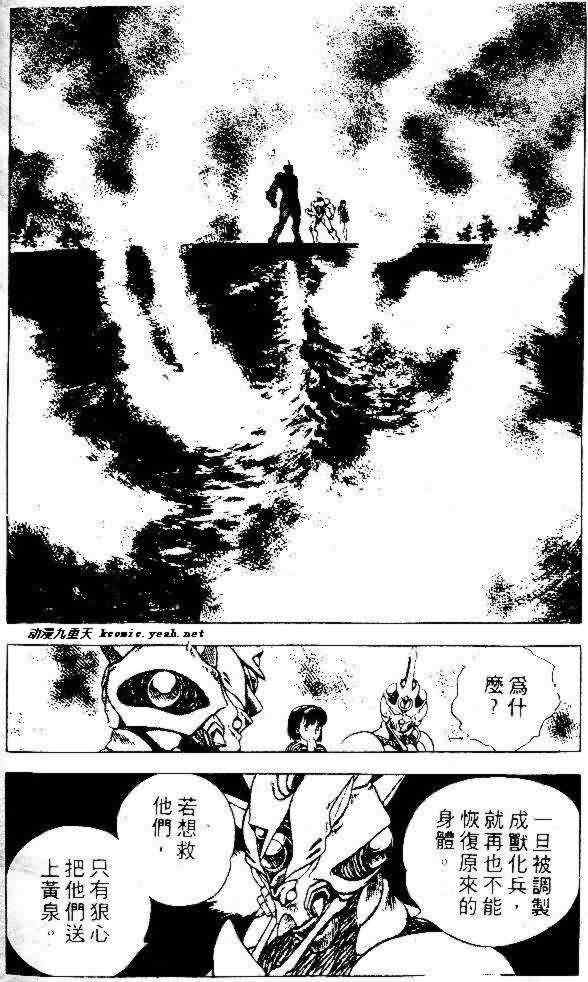 动漫九重天 kcomic.yeah.net
爲什
麼?
一旦被調製
成獸化兵，
就再也不能
恢復原來的
身體。
若想救
他們，
只有狠心
把他們送
上黃泉。